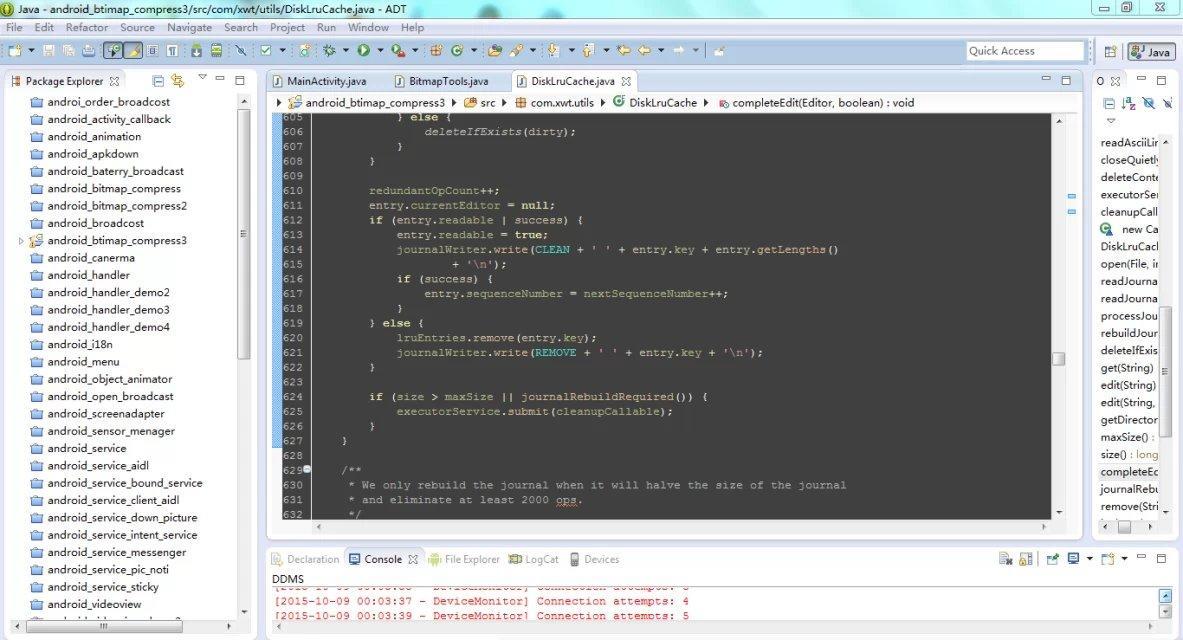 Java - android_btimap_compress3/src/com/xwt/utils/DiskLruCache.java - ADT
File Edit Refactor Source Navigate Search Project Run Window Help
Quick Access
Java
Package Explorer
androi_order_broadcost
android_activity_callback
android_animation
android_apkdown
android_baterry_broadcast
android_bitmap_compress
android_bitmap_compress2
android_broadcost
android_btimap_compress3
android_canerma
android_handler
android_handler_demo2
android_handler_demo3
android_handler_demo4
android_i18n
android_menu
android_object_animator
android_open_broadcast
android_screenadapter
android_sensor_menager
android_service
android_service_aidl
android_service_bound_service
android_service_client_aidl
android_service_down_picture
android_service_intent_service
android_service_messenger
android_service_pic_noti
android_service_sticky
android_videoview
MainActivity.java BitmapTools.java DiskLruCache.java
android_btimap_compress3 src com.xwt.utils DiskLruCache completeEdit(Editor, boolean) : void
605 } else {
606 deleteIfExists(dirty);
607 }
608 }
609
610 redundantOpCount++;
611 entry.currentEditor = null;
612 if (entry.readable | success) {
613 entry.readable = true;
614 journalWriter.write(CLEAN + ' ' + entry.key + entry.getLengths()
615 + '\n');
616 if (success) {
617 entry.sequenceNumber = nextSequenceNumber++;
618 }
619 } else {
620 lruEntries.remove(entry.key);
621 journalWriter.write(REMOVE + ' ' + entry.key + '\n');
622 }
623
624 if (size > maxSize || journalRebuildRequired()) {
625 executorService.submit(cleanupCallable);
626 }
627 }
628
629 /**
630 * We only rebuild the journal when it will halve the size of the journal
631 * and eliminate at least 2000 ops.
632 */
O
readAsciiLin
closeQuietly
deleteConte
executorSer
cleanupCall
new Ca
DiskLruCacl
open(File, in
readJourna
readJourna
processJou
rebuildJour
deleteIfExis
get(String)
edit(String)
edit(String,
getDirector
maxSize() :
size() : long
completeEc
journalRebu
remove(Stri
Declaration Console File Explorer LogCat Devices
DDMS
[2015-10-09 00:03:37 - DeviceMonitor] Connection attempts: 4
[2015-10-09 00:03:39 - DeviceMonitor] Connection attempts: 5